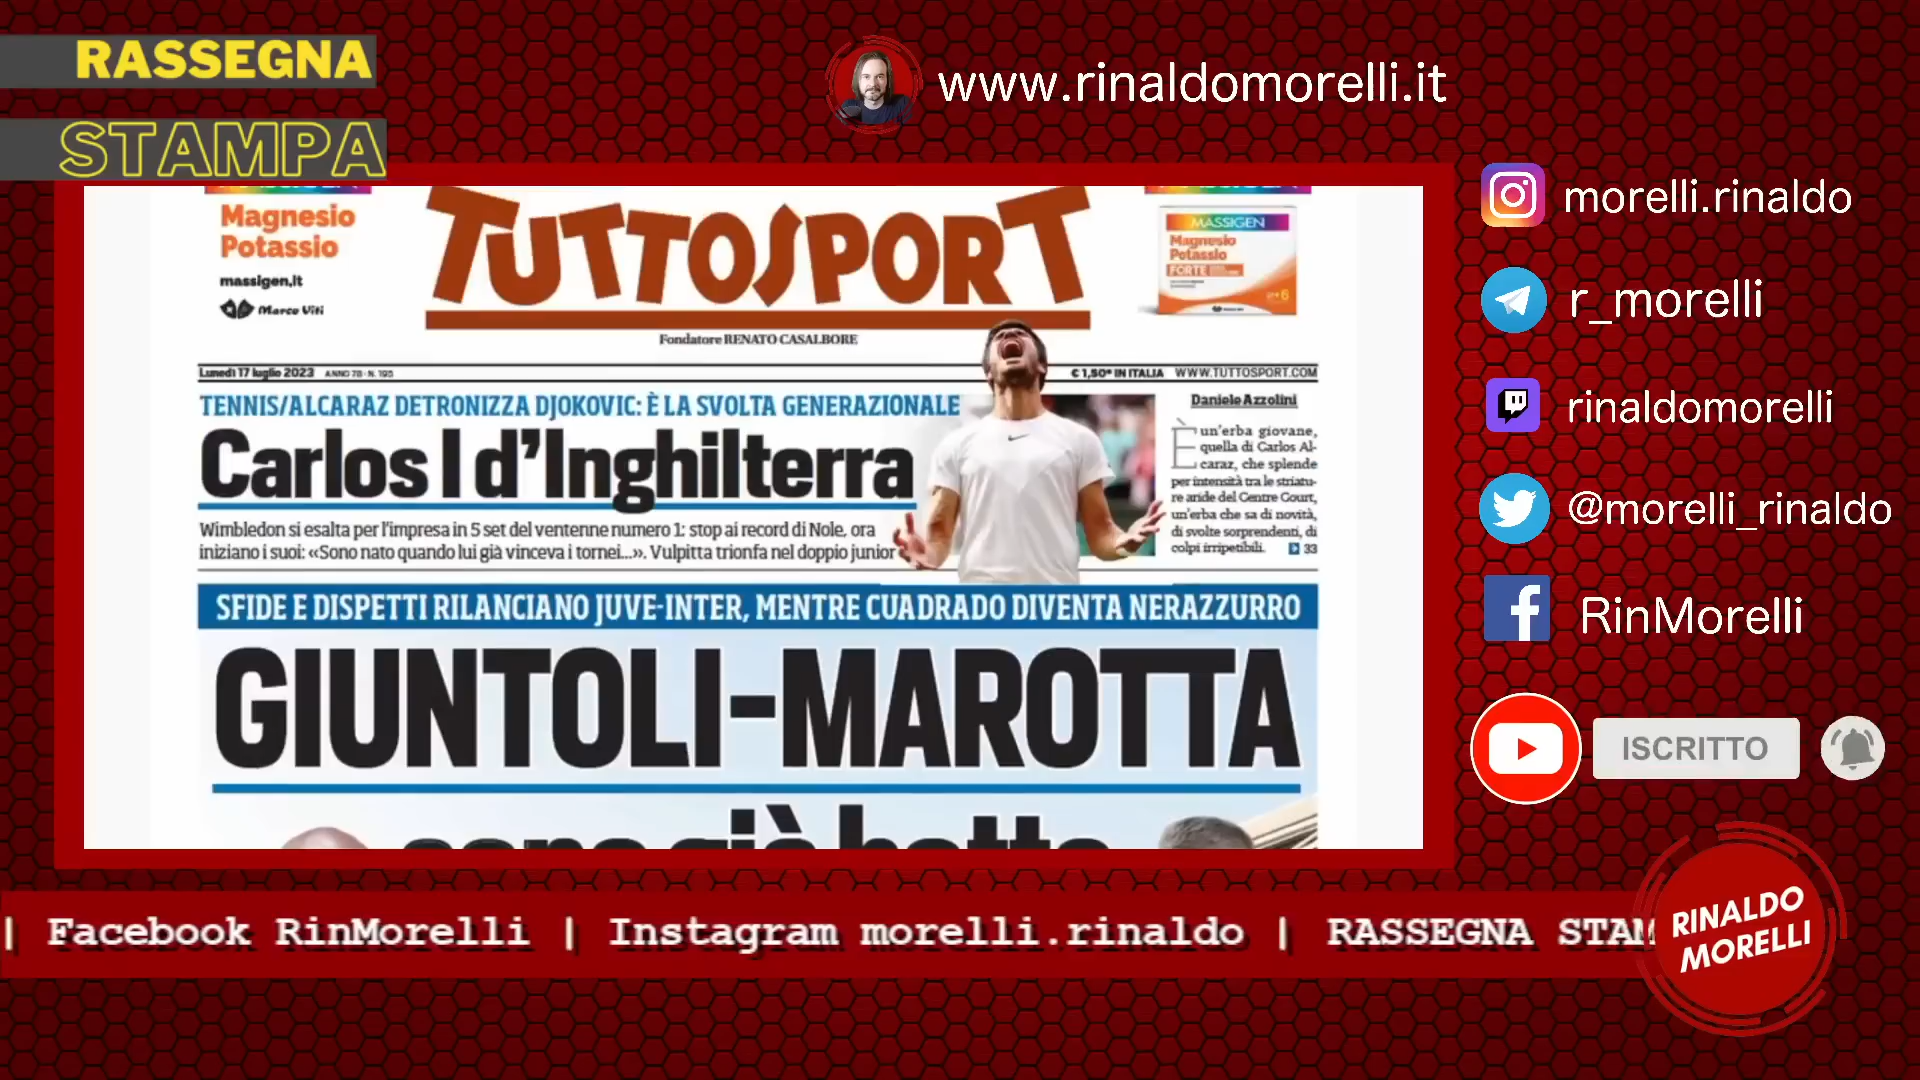 RASSEGNA
STAMPA
www.rinaldomorelli.it
Magnesio
Potassio
massigen.it
Marco Viti
TUTTOSPORT
MASSIGEN
Magnesio
Potassio
FORTE
Fondatore RENATO CASALBORE
Lunedì 17 luglio 2023 ANNO 78 - N. 195
€ 1,50* IN ITALIA WWW.TUTTOSPORT.COM
TENNIS/ALCARAZ DETRONIZZA DJOKOVIC: È LA SVOLTA GENERAZIONALE
Carlos I d'Inghilterra
Wimbledon si esalta per l'impresa in 5 set del ventenne numero 1: stop ai record di Nole, ora
iniziano i suoi: «Sono nato quando lui già vinceva i tornei...». Vulpitta trionfa nel doppio junior
Daniele Azzolini
È un'erba giovane,
quella di Carlos Al-
caraz, che splende
per intensità tra le striatu-
re aride del Centre Court,
un'erba che sa di novità,
di svolte sorprendenti, di
colpi irripetibili. 33
SFIDE E DISPETTI RILANCIANO JUVE-INTER, MENTRE CUADRADO DIVENTA NERAZZURRO
GIUNTOLI-MAROTTA
morelli.rinaldo
r_morelli
rinaldomorelli
@morelli_rinaldo
RinMorelli
ISCRITTO
| Facebook RinMorelli | Instagram morelli.rinaldo | RASSEGNA STAM
RINALDO
MORELLI